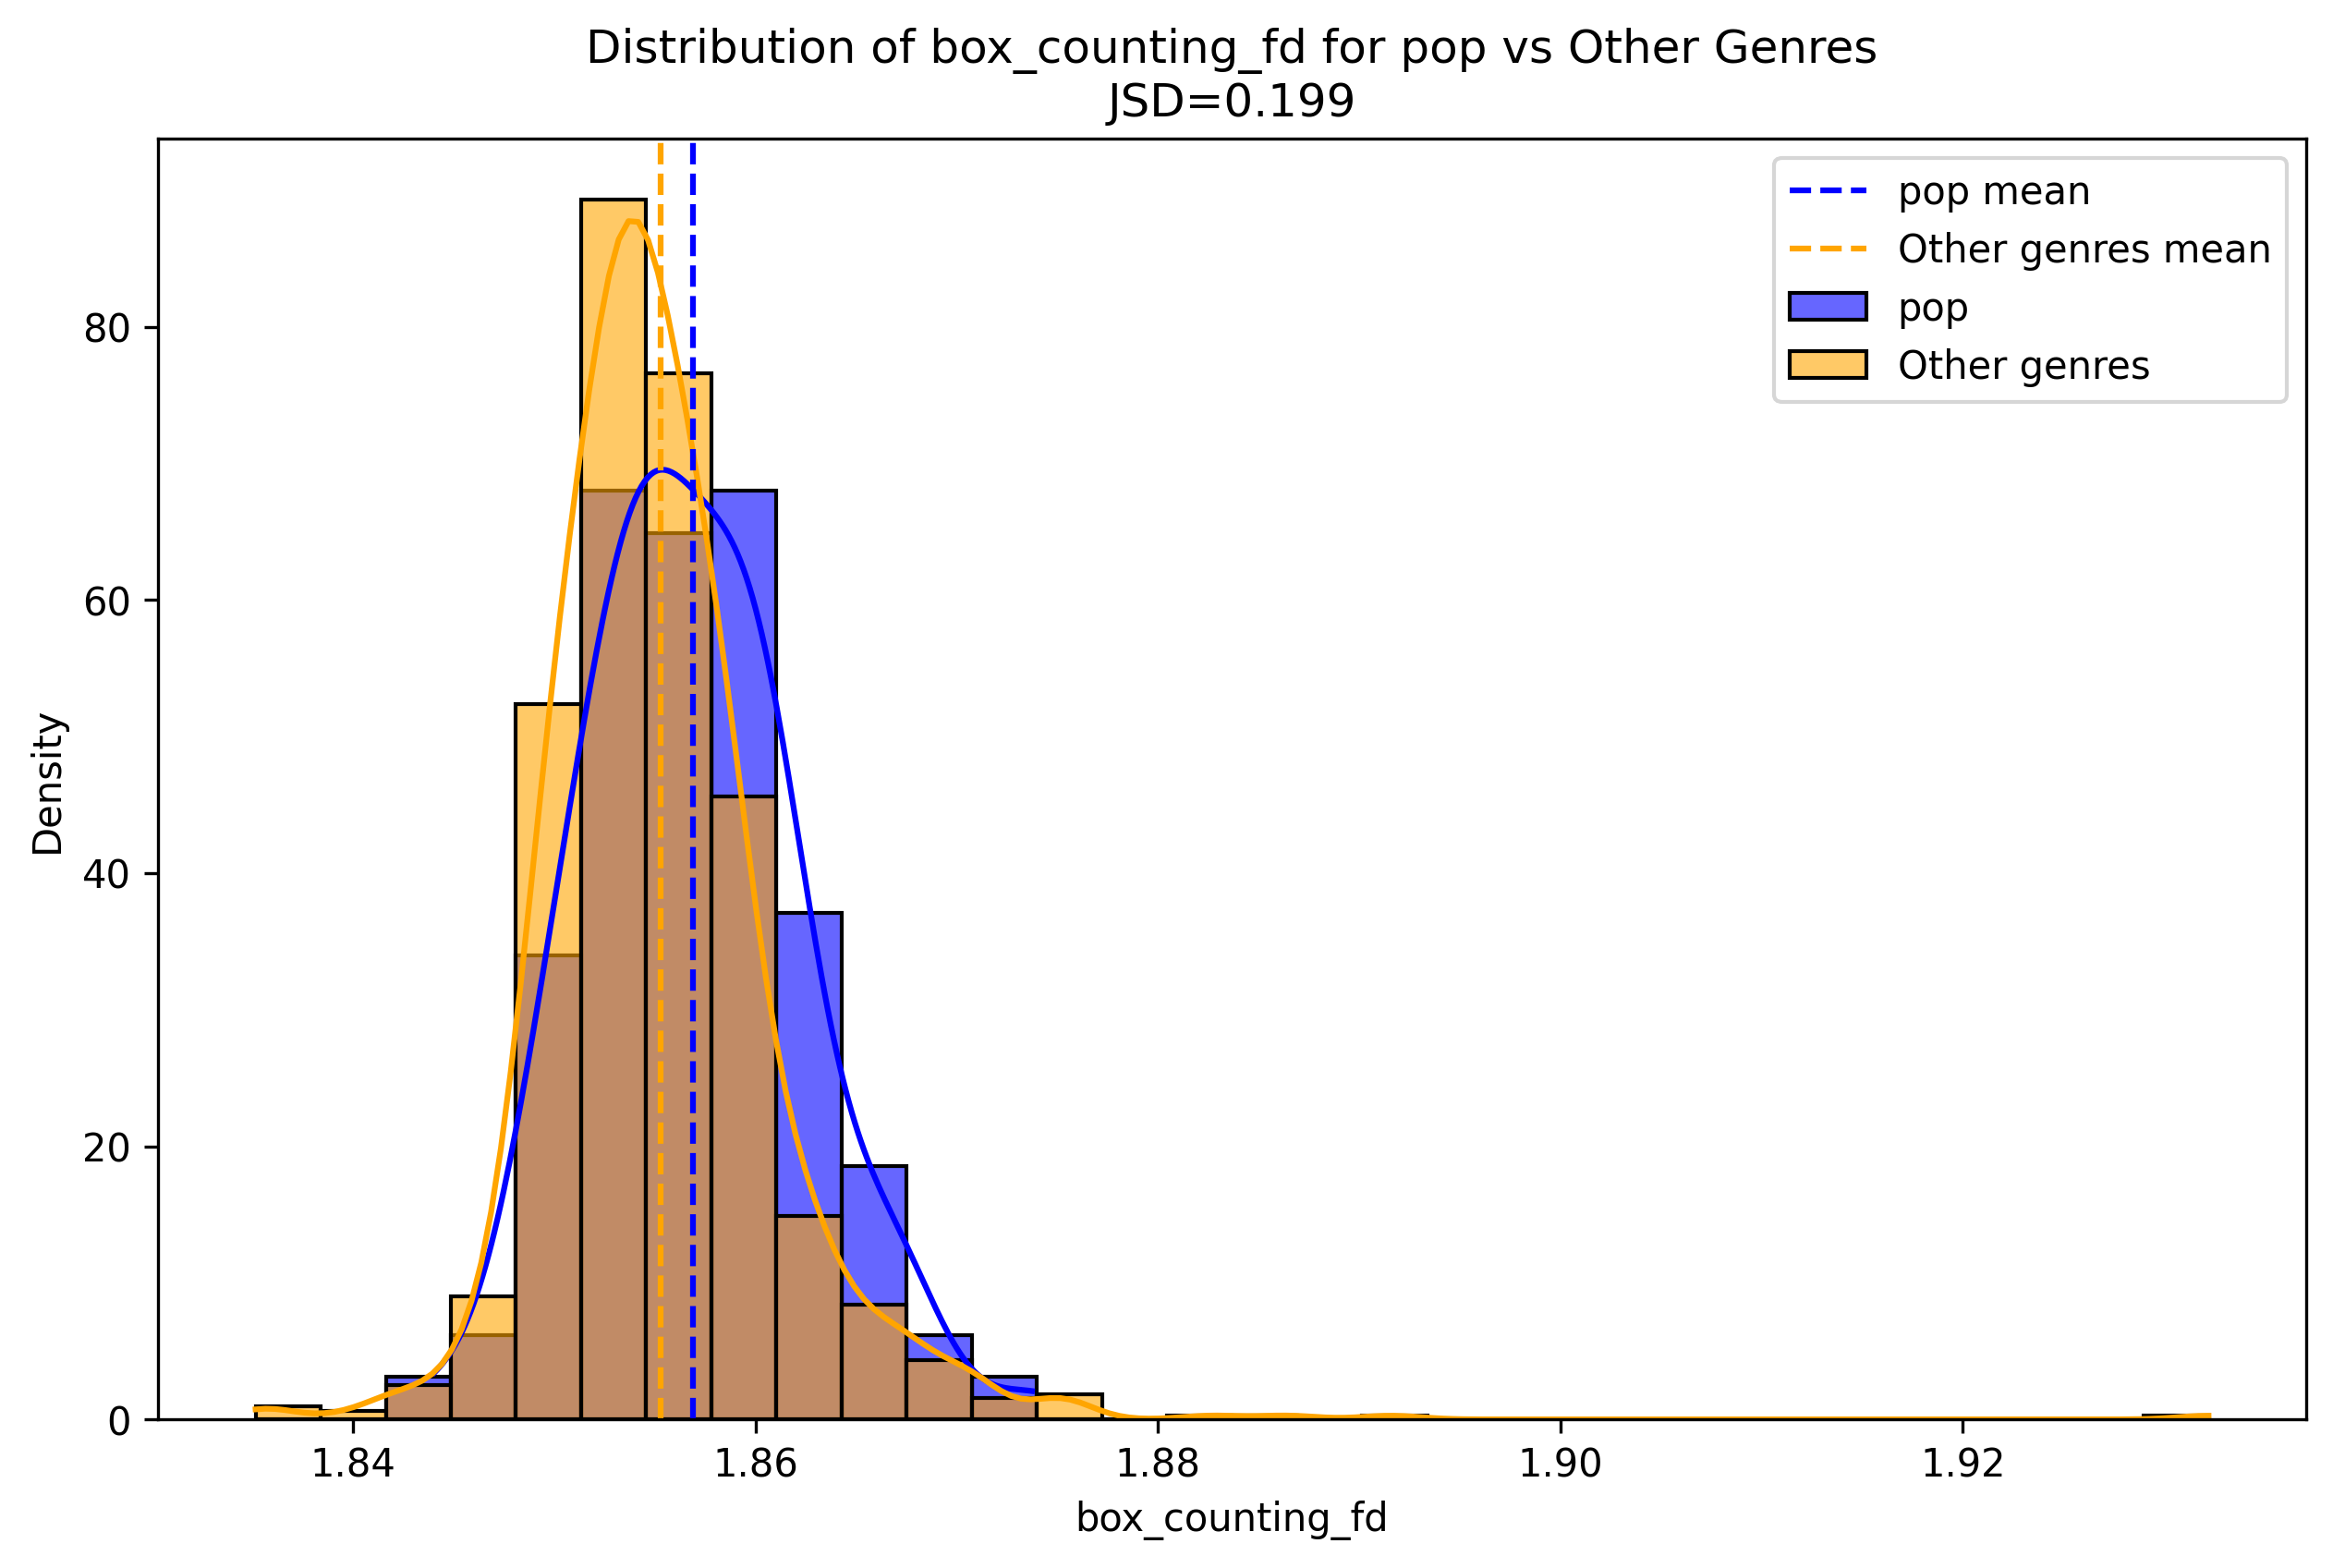 Distribution of box_counting_fd for pop vs Other Genres
JSD=0.199
pop mean
Other genres mean
pop
Other genres
Density
80
60
40
20
0
1.84 1.86 1.88 1.90 1.92
box_counting_fd